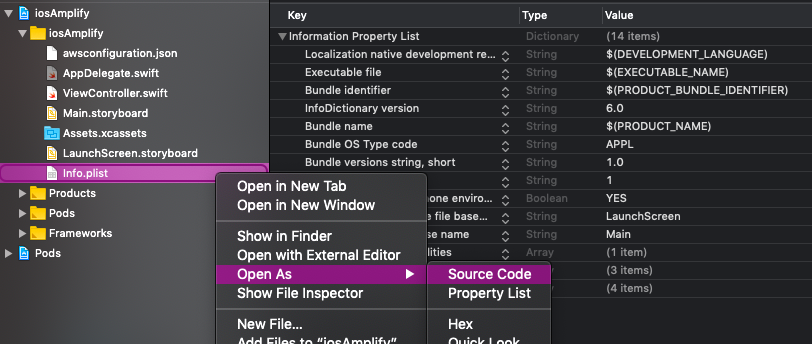 iosAmplify
iosAmplify
awsconfiguration.json
AppDelegate.swift
ViewController.swift
Main.storyboard
Assets.xcassets
LaunchScreen.storyboard
Info.plist
Products
Pods
Frameworks
Pods
Key Type Value
Information Property List Dictionary (14 items)
Localization native development re... String $(DEVELOPMENT_LANGUAGE)
Executable file String $(EXECUTABLE_NAME)
Bundle identifier String $(PRODUCT_BUNDLE_IDENTIFIER)
InfoDictionary version String 6.0
Bundle name String $(PRODUCT_NAME)
Bundle OS Type code String APPL
Bundle versions string, short String 1.0
String 1
hone enviro... Boolean YES
e file base... String LaunchScreen
se name String Main
ilities Array (1 item)
(3 items)
(4 items)
Open in New Tab
Open in New Window
Show in Finder
Open with External Editor
Open As
Show File Inspector
New File...
Add Files to “iosAmplify”
Source Code
Property List
Hex
Quick Look